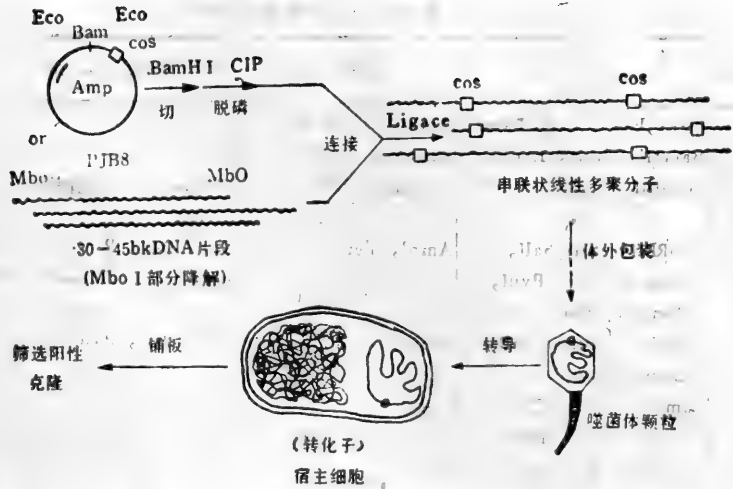 Eco Eco
Bam
cos
Amp
or
PJB8
BamHI CIP
切 脱磷
连接
Ligace
cos cos
串联状线性多聚分子
Mbo MbO
30-45bkDNA片段
(Mbo I 部分降解)
体外包装
噬菌体颗粒
转导
(转化子)
宿主细胞
铺板
筛选阳性
克隆